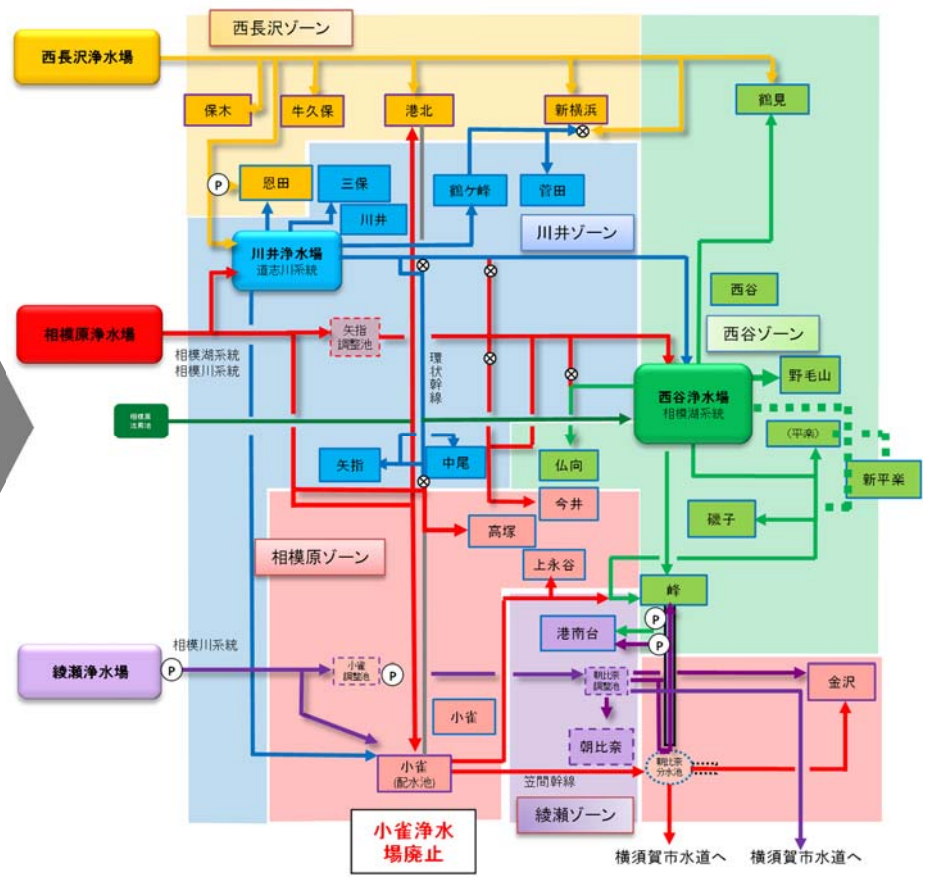 西長沢ゾーン
西長沢浄水場
保木
牛久保
港北
新横浜
鶴見
P
恩田
三保
川井
鶴ケ峰
菅田
川井ゾーン
川井浄水場
道志川系統
西谷
西谷ゾーン
相模原浄水場
矢指
調整池
相模湖系統
相模川系統
環状幹線
西谷浄水場
相模湖系統
野毛山
(平楽)
新平楽
矢指
中尾
仏向
今井
磯子
高塚
相模原ゾーン
上永谷
峰
港南台
P
P
相模川系統
綾瀬浄水場
P
小雀
調整池
P
朝比奈
調整池
金沢
小雀
朝比奈
小雀
(配水池)
朝比奈
分水池
笠間幹線
綾瀬ゾーン
小雀浄水
場廃止
横須賀市水道へ
横須賀市水道へ